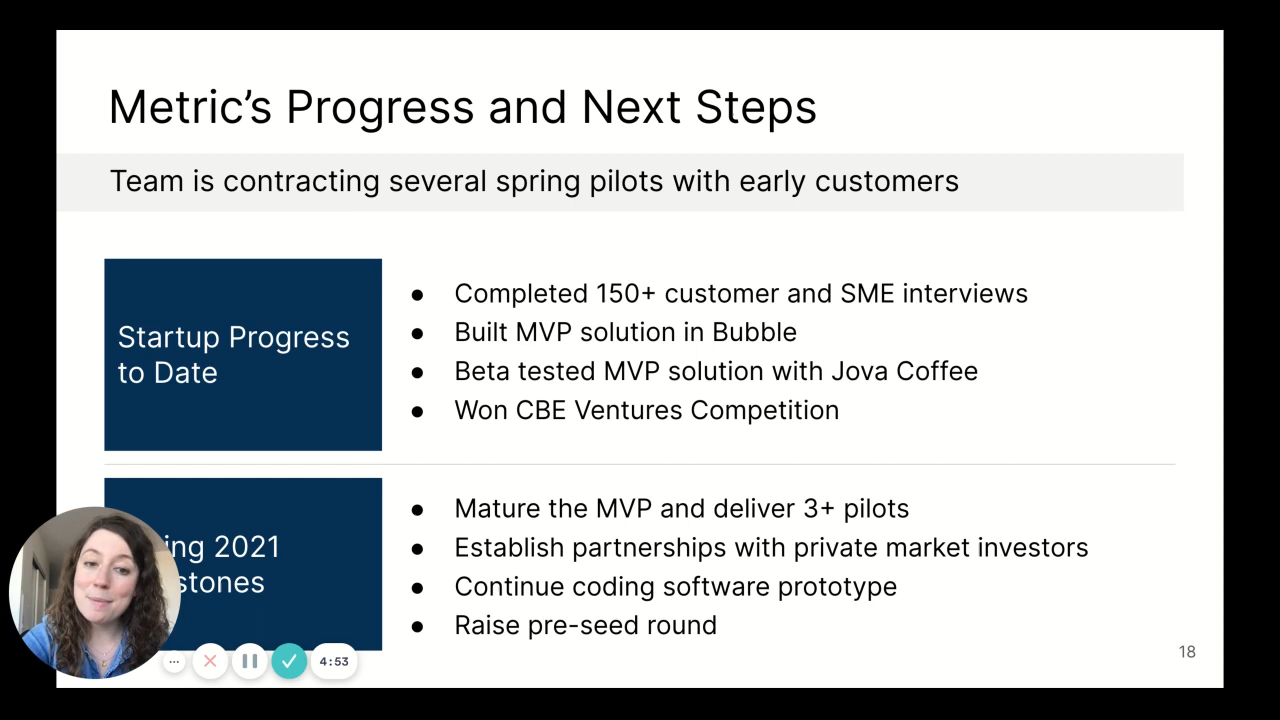 Metric’s Progress and Next Steps
Team is contracting several spring pilots with early customers
Startup Progress
to Date
● Completed 150+ customer and SME interviews
● Built MVP solution in Bubble
● Beta tested MVP solution with Jova Coffee
● Won CBE Ventures Competition
2021
● Mature the MVP and deliver 3+ pilots
● Establish partnerships with private market investors
● Continue coding software prototype
● Raise pre-seed round
4:53
18